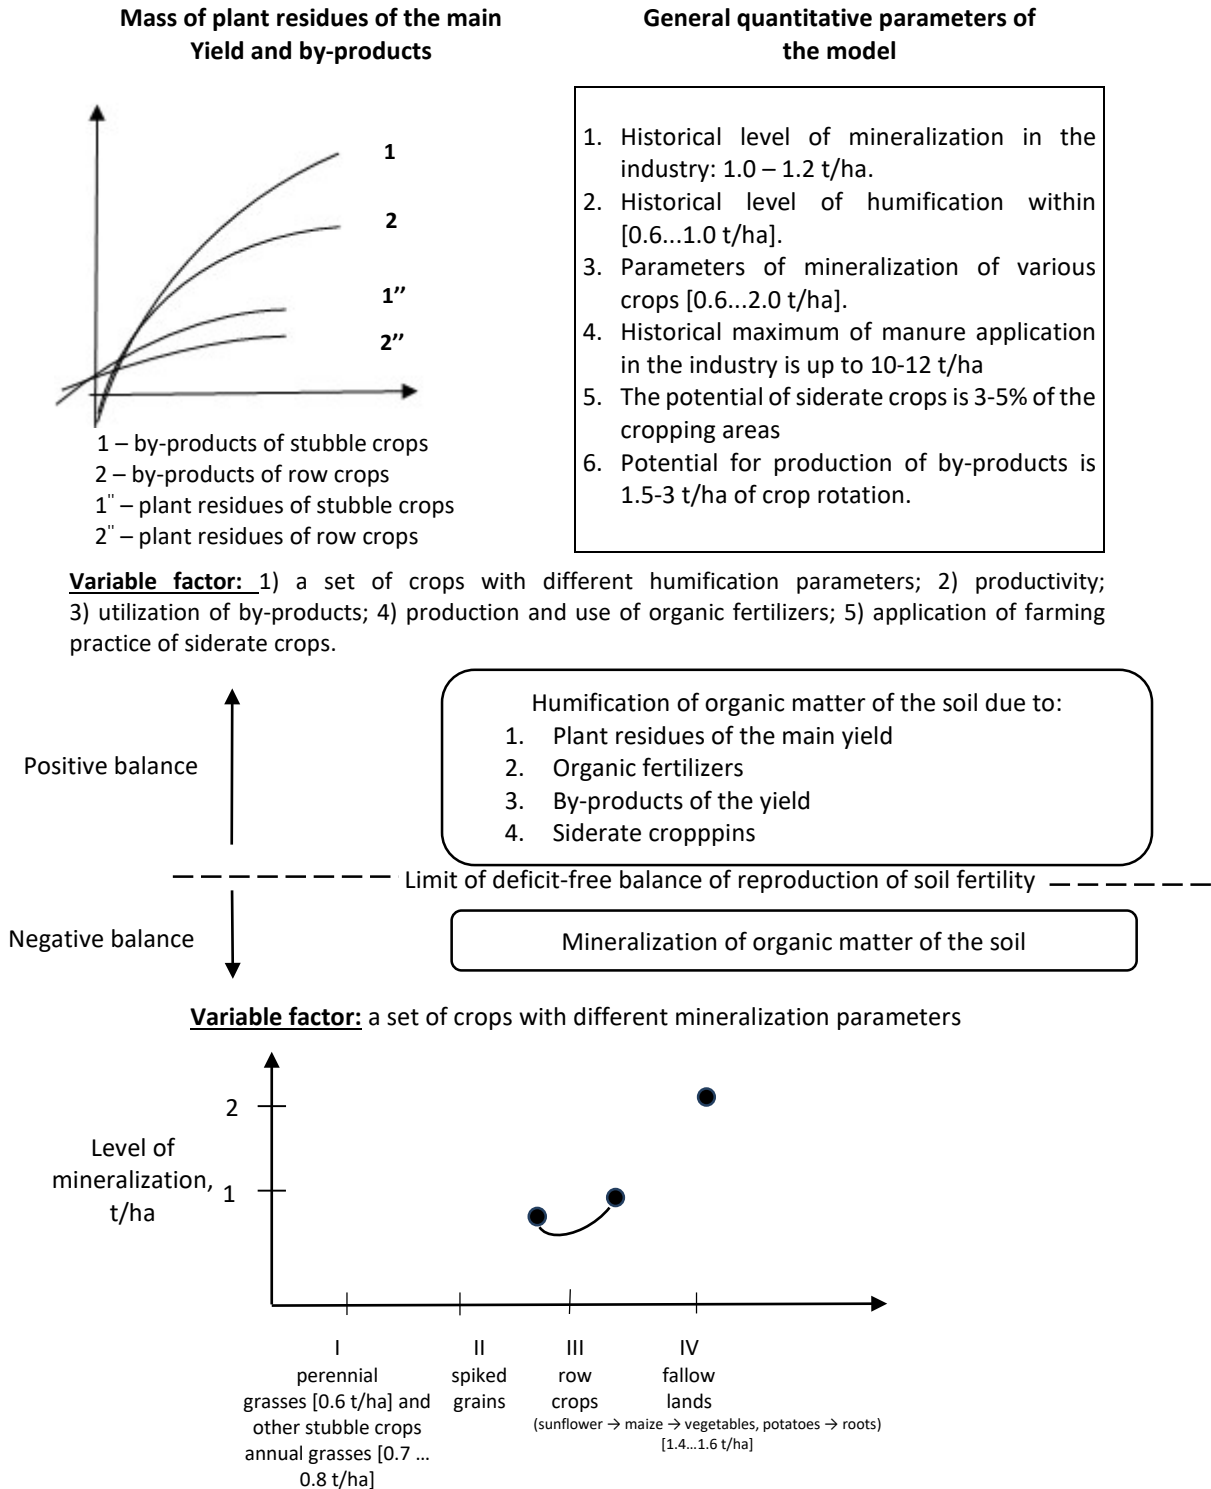 Mass of plant residues of the main
Yield and by-products
General quantitative parameters of
the model
1
2
1’’
2’’
1 – by-products of stubble crops
2 – by-products of row crops
1" – plant residues of stubble crops
2" – plant residues of row crops
1. Historical level of mineralization in the
industry: 1.0 – 1.2 t/ha.
2. Historical level of humification within
[0.6...1.0 t/ha].
3. Parameters of mineralization of various
crops [0.6...2.0 t/ha].
4. Historical maximum of manure application
in the industry is up to 10-12 t/ha
5. The potential of siderate crops is 3-5% of the
cropping areas
6. Potential for production of by-products is
1.5-3 t/ha of crop rotation.
Variable factor: 1) a set of crops with different humification parameters; 2) productivity;
3) utilization of by-products; 4) production and use of organic fertilizers; 5) application of farming
practice of siderate crops.
Positive balance
Humification of organic matter of the soil due to:
1. Plant residues of the main yield
2. Organic fertilizers
3. By-products of the yield
4. Siderate cropppins
Limit of deficit-free balance of reproduction of soil fertility
Negative balance
Mineralization of organic matter of the soil
Variable factor: a set of crops with different mineralization parameters
Level of
mineralization,
t/ha
2
1
I
perennial
grasses [0.6 t/ha] and
other stubble crops
annual grasses [0.7 ...
0.8 t/ha]
II
spiked
grains
III
row
crops
IV
fallow
lands
(sunflower → maize → vegetables, potatoes → roots)
[1.4...1.6 t/ha]